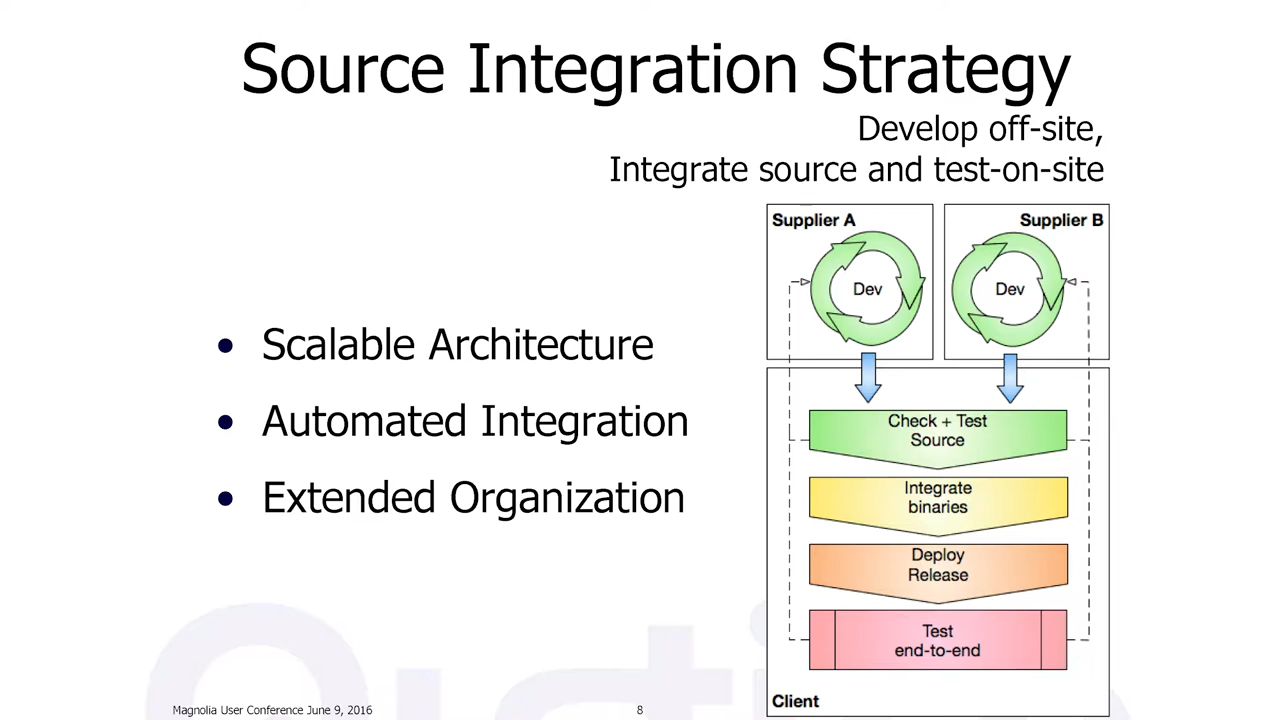 Source Integration Strategy
Develop off-site,
Integrate source and test-on-site
• Scalable Architecture
• Automated Integration
• Extended Organization
Supplier A
Supplier B
Dev
Dev
Check + Test
Source
Integrate
binaries
Deploy
Release
Test
end-to-end
Client
Magnolia User Conference June 9, 2016
8